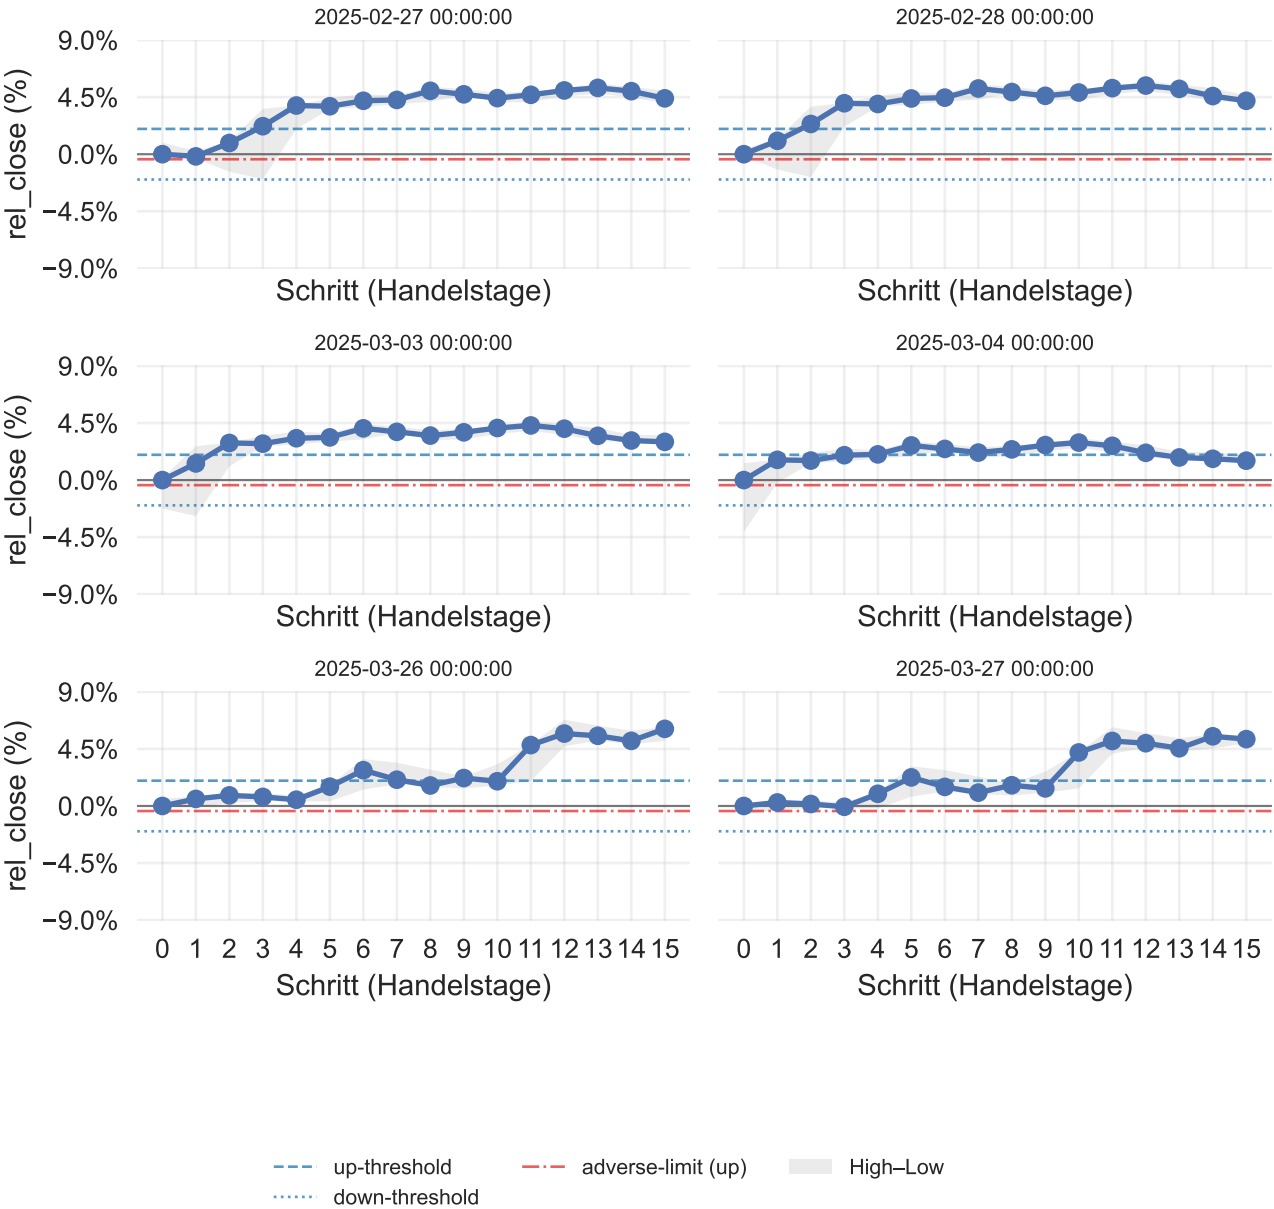 2025-02-27 00:00:00
2025-02-28 00:00:00
9.0%
4.5%
0.0%
−4.5%
−9.0%
rel_close (%)
Schritt (Handelstage)
Schritt (Handelstage)
2025-03-03 00:00:00
2025-03-04 00:00:00
9.0%
4.5%
0.0%
−4.5%
−9.0%
rel_close (%)
Schritt (Handelstage)
Schritt (Handelstage)
2025-03-26 00:00:00
2025-03-27 00:00:00
9.0%
4.5%
0.0%
−4.5%
−9.0%
rel_close (%)
0 1 2 3 4 5 6 7 8 9 10 11 12 13 14 15
0 1 2 3 4 5 6 7 8 9 10 11 12 13 14 15
Schritt (Handelstage)
Schritt (Handelstage)
up-threshold
adverse-limit (up)
High–Low
down-threshold